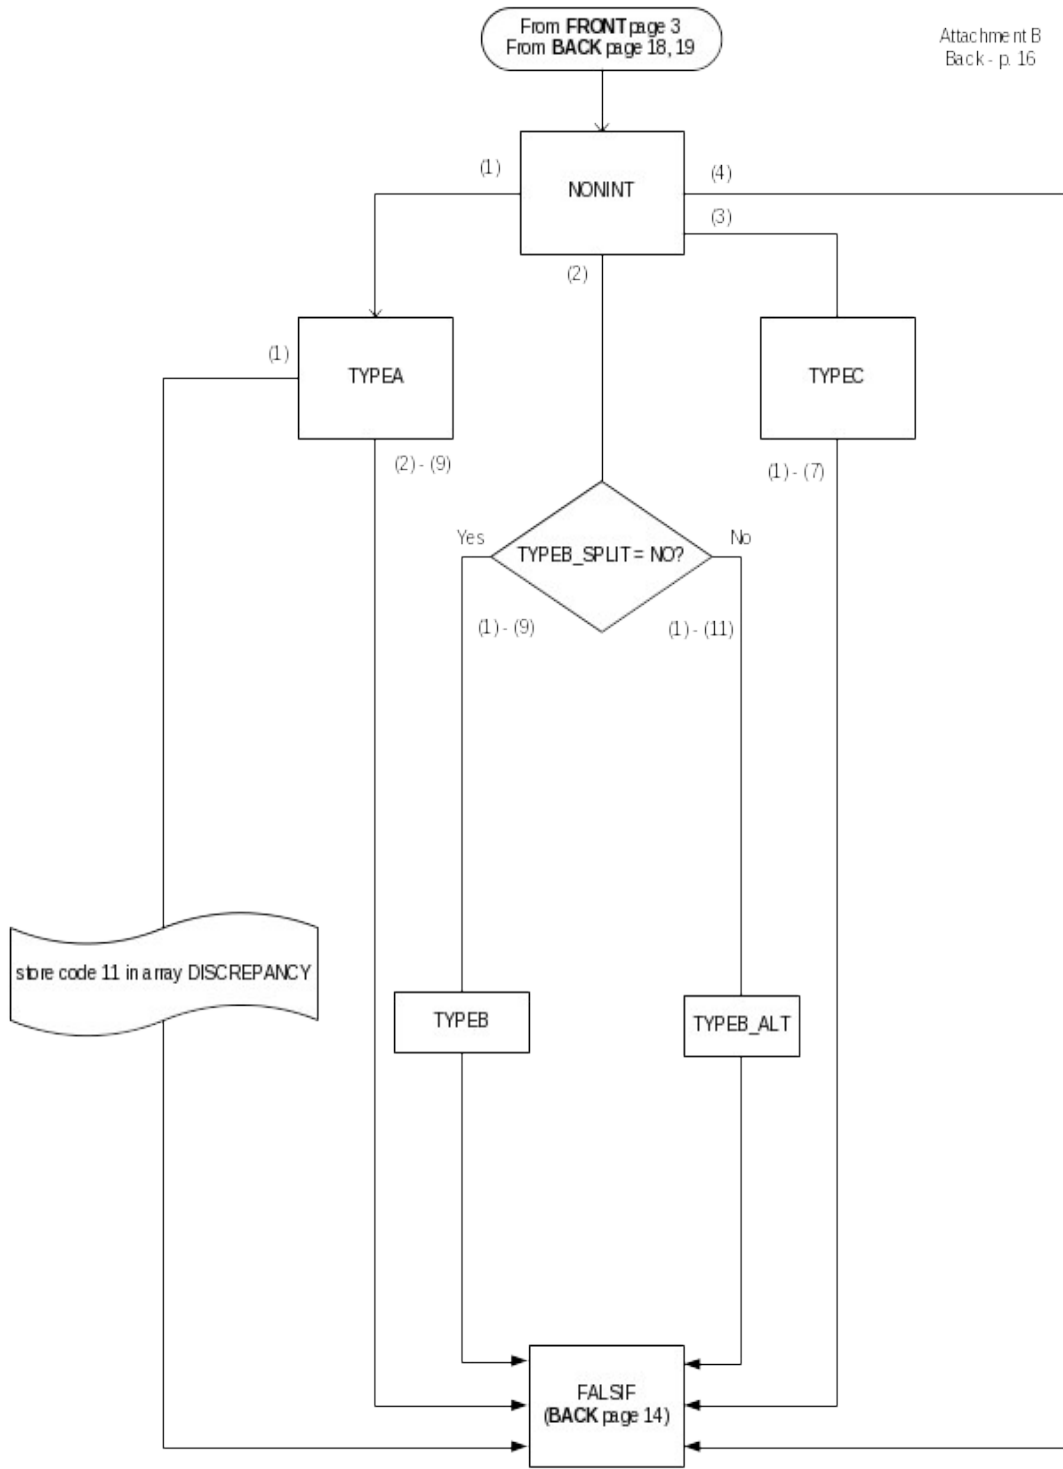 From FRONT page 3
From BACK page 18, 19
Attachment B
Back - p. 16
(1)
NONINT
(4)
(3)
(2)
(1)
TYPEA
TYPEC
(2) - (9)
(1) - (7)
Yes
TYPEB_SPLIT = NO?
No
(1) - (9)
(1) - (11)
store code 11 in array DISCREPANCY
TYPEB
TYPEB_ALT
FALSIF
(BACK page 14)